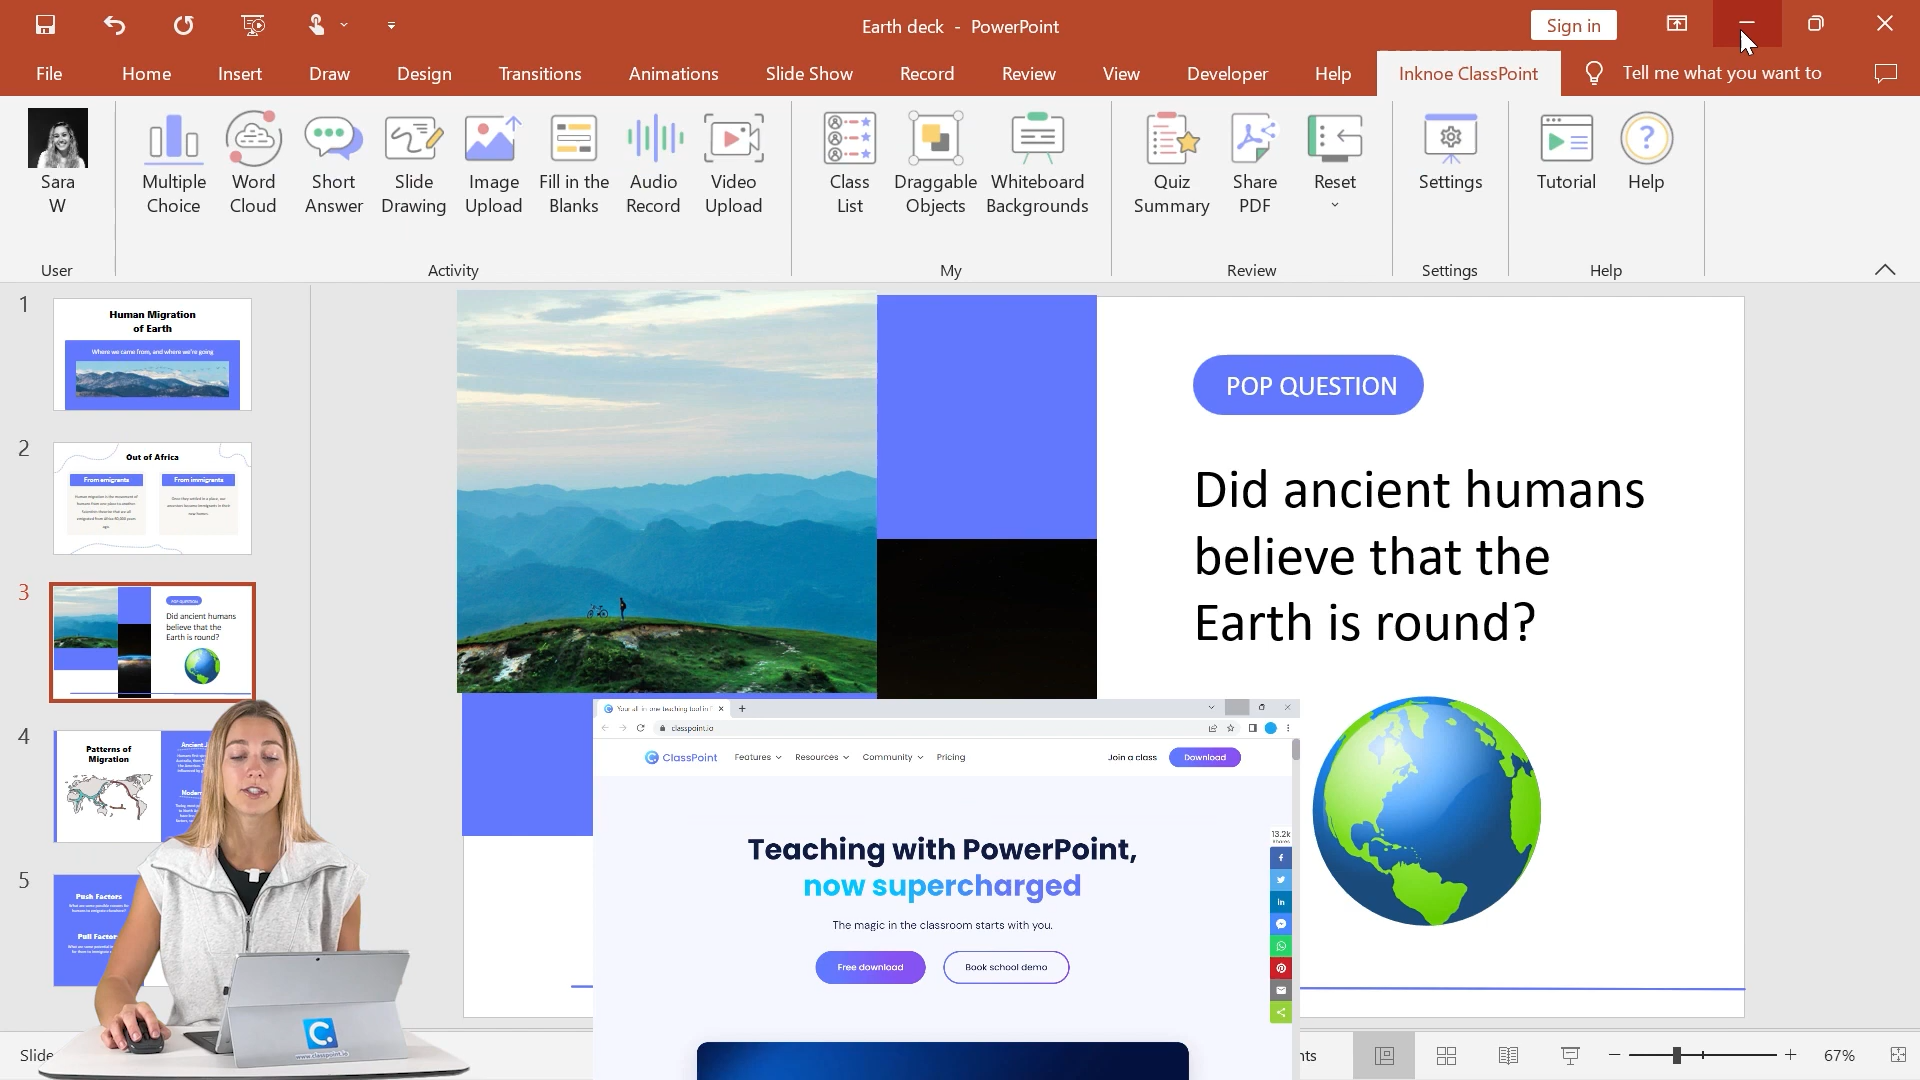 Earth deck - PowerPoint
Sign in
File Home Insert Draw Design Transitions Animations Slide Show Record Review View Developer Help Inknoe ClassPoint Tell me what you want to
Sara
W
Multiple
Choice
Word
Cloud
Short
Answer
Slide
Drawing
Image
Upload
Fill in the
Blanks
Audio
Record
Video
Upload
Class
List
Draggable
Objects
Whiteboard
Backgrounds
Quiz
Summary
Share
PDF
Reset
Settings
Tutorial
Help
User
Activity
My
Review
Settings
Help
1
Human Migration
of Earth
Where we came from, and where we're going
2
Out of Africa
From emigrants
From immigrants
3
POP QUESTION
Did ancient humans
believe that the
Earth is round?
4
Patterns of
Migration
5
Push Factors
POP QUESTION
Did ancient humans
believe that the
Earth is round?
classpoint.io
ClassPoint
Features
Resources
Community
Pricing
Join a class
Download
Teaching with PowerPoint,
now supercharged
The magic in the classroom starts with you.
Free download
Book school demo
13.2k
Shares
www.classpoint.io
67%